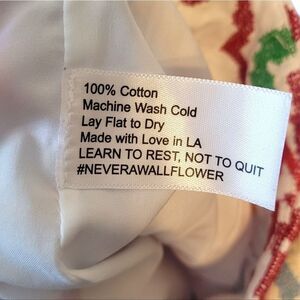 100% Cotton
Machine Wash Cold
Lay Flat to Dry
Made with Love in LA
LEARN TO REST, NOT TO QUIT
#NEVERAWALLFLOWER